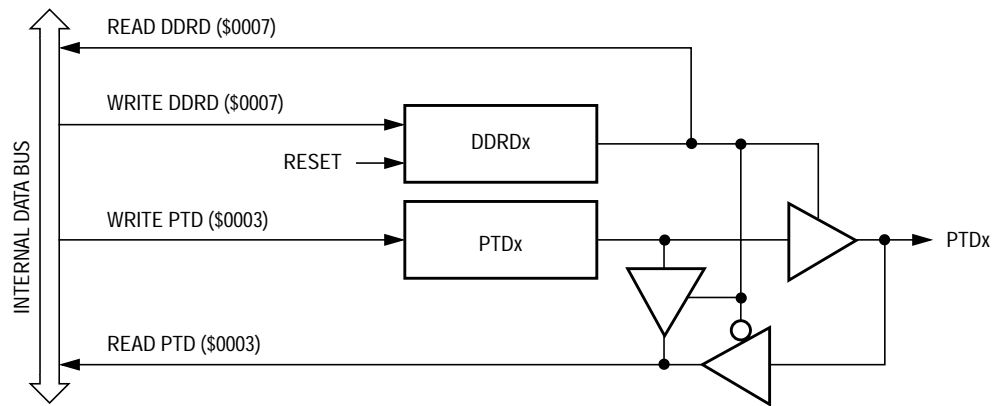 READ DDRD ($0007)
WRITE DDRD ($0007)
DDRDx
RESET
WRITE PTD ($0003)
PTDx
PTDx
READ PTD ($0003)
INTERNAL DATA BUS